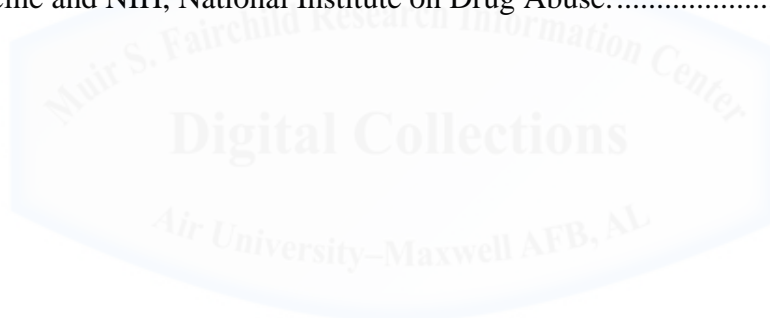 and NIH, National Institute on Drug Abuse. ....................
Muir S. Fairchild Research Information Center
Digital Collections
Air University–Maxwell AFB, AL